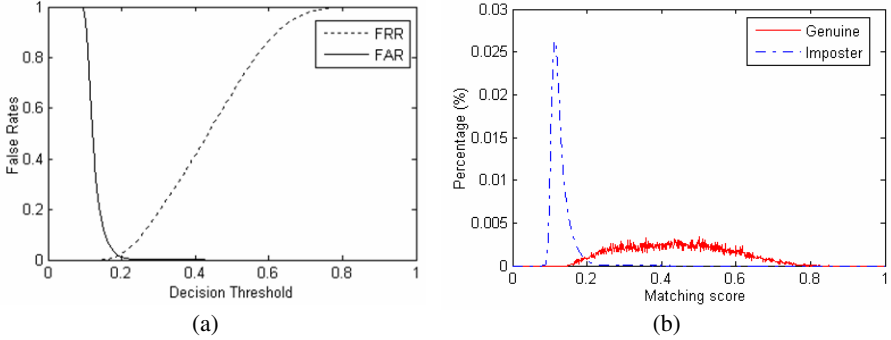 1
0.8
0.6
0.4
0.2
0
False Rates
FRR
FAR
0 0.2 0.4 0.6 0.8 1
Decision Threshold
(a)
0.03
0.025
0.02
0.015
0.01
0.005
0
Percentage (%)
Genuine
Imposter
0 0.2 0.4 0.6 0.8 1
Matching score
(b)